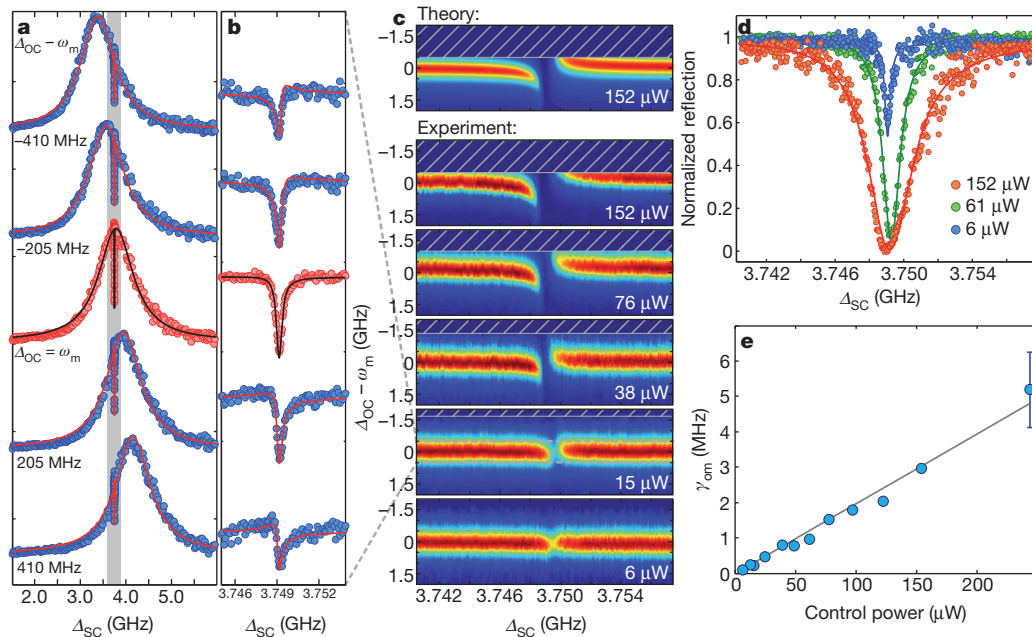 a
Δ_OC − ω_m
−410 MHz
−205 MHz
Δ_OC = ω_m
205 MHz
410 MHz
2.0 3.0 4.0 5.0
Δ_SC (GHz)
b
3.746 3.749 3.752
Δ_SC (GHz)
c
Theory:
−1.5
0
1.5
152 μW
Experiment:
−1.5
0
1.5
152 μW
−1.5
0
1.5
76 μW
−1.5
0
1.5
38 μW
−1.5
0
1.5
15 μW
−1.5
0
1.5
6 μW
Δ_OC − ω_m (GHz)
3.742 3.746 3.750 3.754
Δ_SC (GHz)
d
Normalized reflection
1
0.8
0.6
0.4
0.2
0
152 μW
61 μW
6 μW
3.742 3.746 3.750 3.754
Δ_SC (GHz)
e
γ_om (MHz)
6
5
4
3
2
1
0
0 50 100 150 200
Control power (μW)